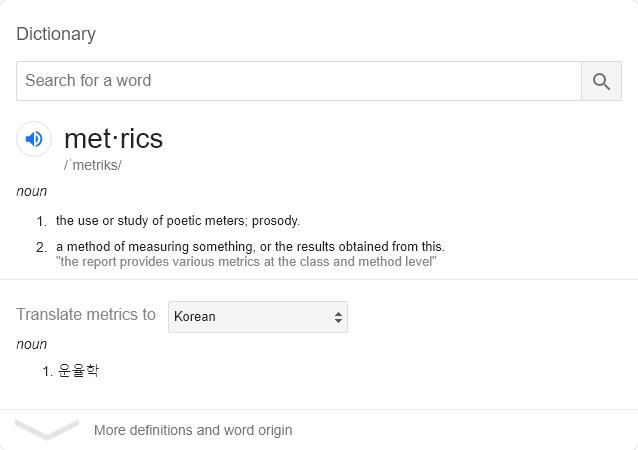 Dictionary
Search for a word
met·rics
/ˈmetriks/
noun
1. the use or study of poetic meters; prosody.
2. a method of measuring something, or the results obtained from this.
"the report provides various metrics at the class and method level"
Translate metrics to Korean
noun
1. 운율학
More definitions and word origin